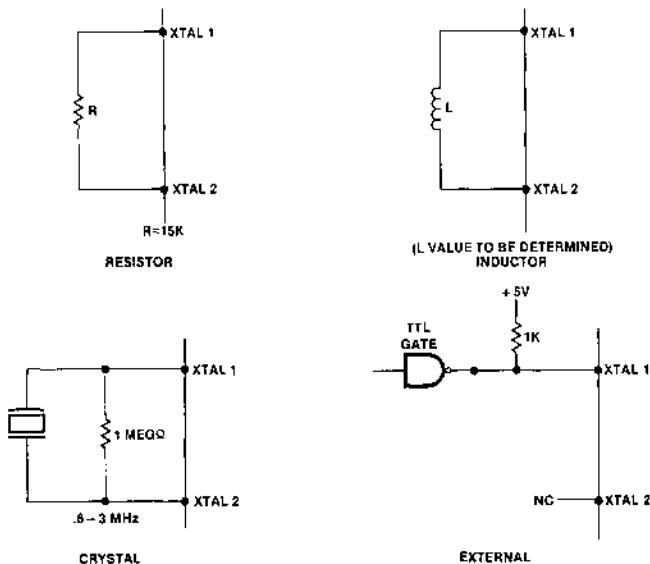 XTAL 1
R
XTAL 2
R=15K
RESISTOR
XTAL 1
L
XTAL 2
(L VALUE TO BE DETERMINED)
INDUCTOR
XTAL 1
1 MEGΩ
XTAL 2
.6–3 MHz
CRYSTAL
+5V
TTL
GATE
1K
XTAL 1
NC
XTAL 2
EXTERNAL